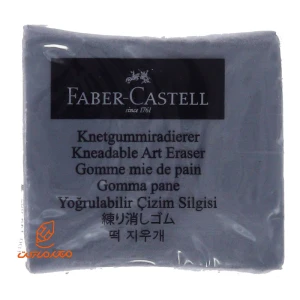 FABER-CASTELL
since 1761
Knetgummiradierer
Kneadable Art Eraser
Gomme mie de pain
Gomma pane
Yoğrulabilir Çizim Silgisi
練り消しゴム
떡 지우개